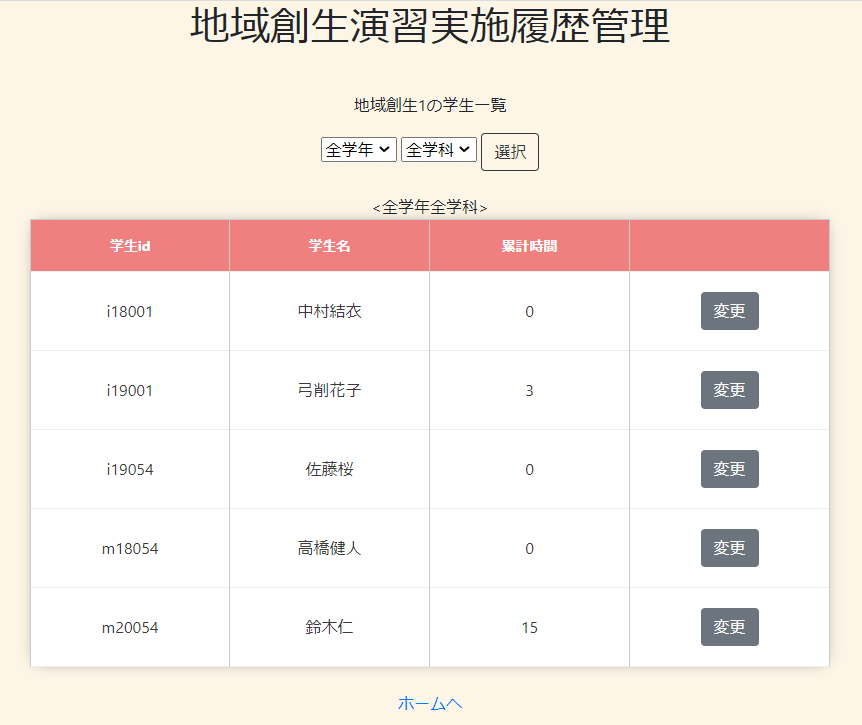 地域創生演習実施履歴管理
地域創生1の学生一覧
全学年 全学科 選択
<全学年全学科>
学生id 学生名 累計時間
i18001 中村結衣 0 変更
i19001 弓削花子 3 変更
i19054 佐藤桜 0 変更
m18054 高橋健人 0 変更
m20054 鈴木仁 15 変更
ホームへ